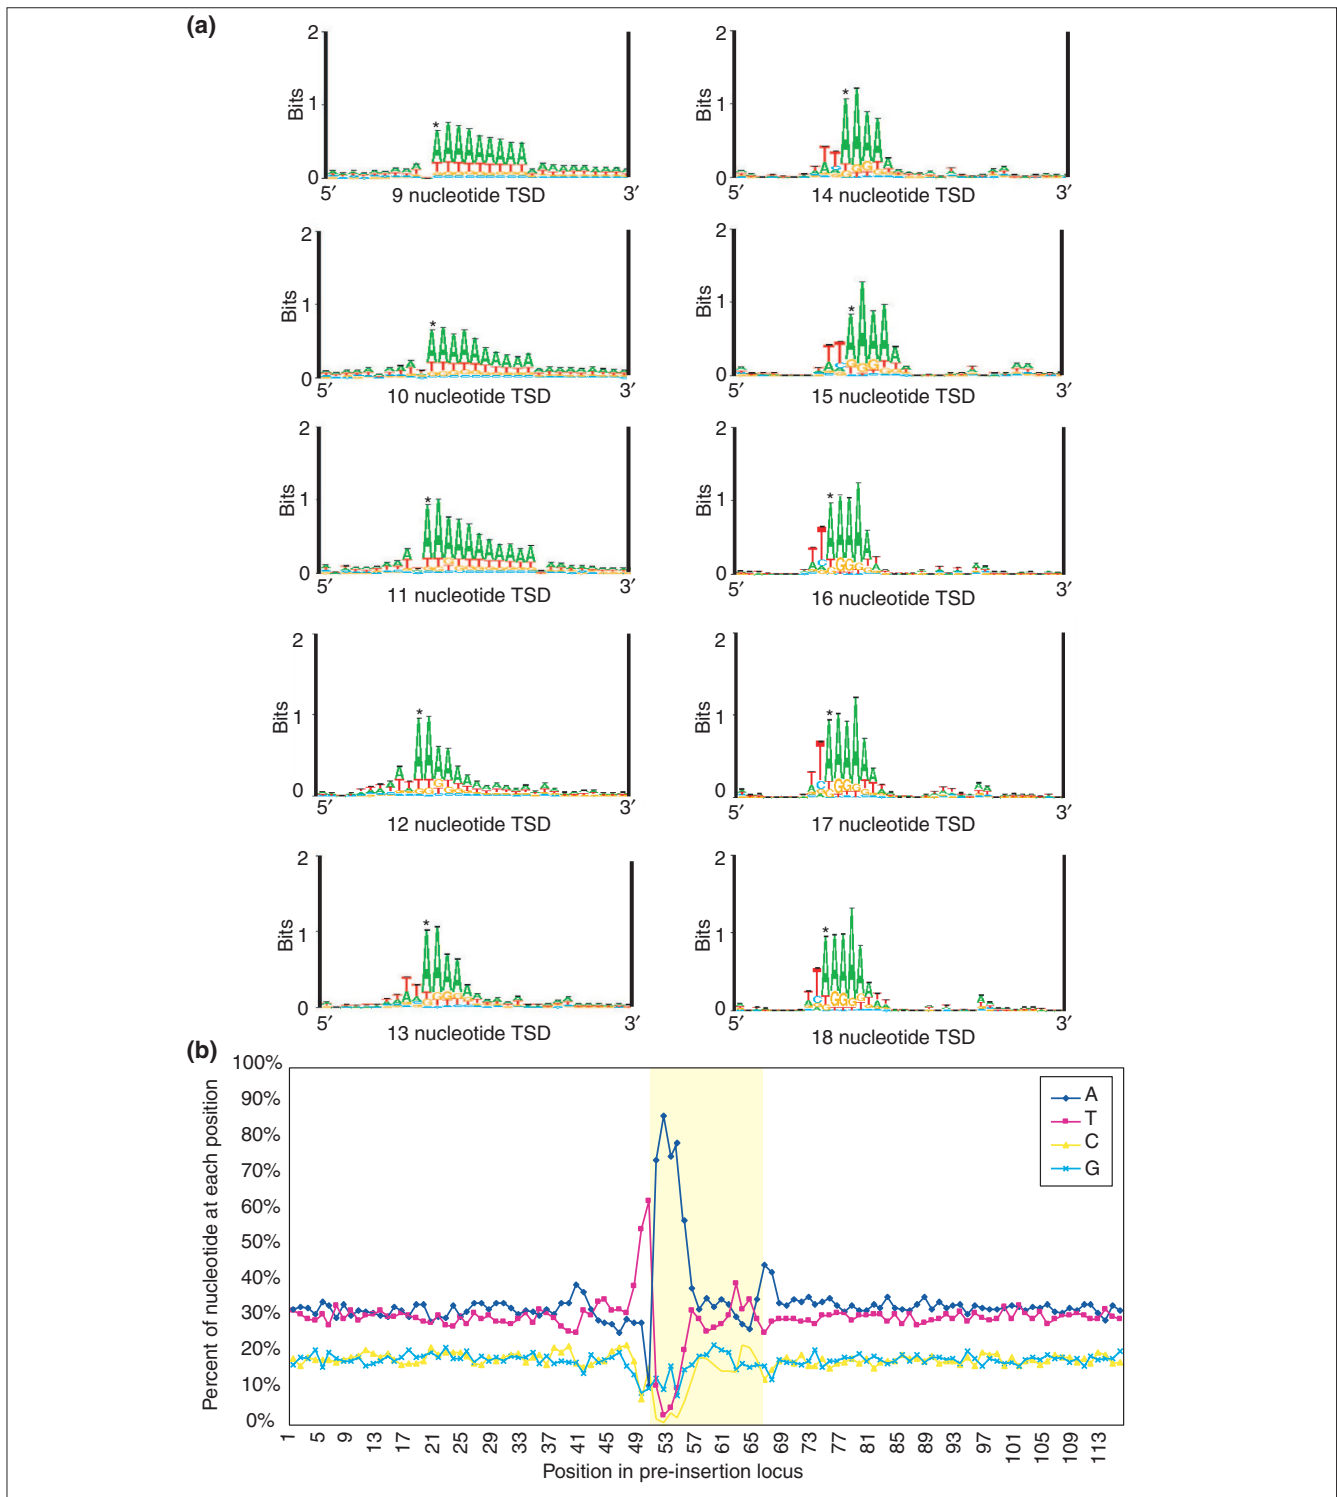 (a)
2
1
0
Bits
*
5′
3′
9 nucleotide TSD
2
1
0
Bits
*
5′
3′
14 nucleotide TSD
2
1
0
Bits
*
5′
3′
10 nucleotide TSD
2
1
0
Bits
*
5′
3′
15 nucleotide TSD
2
1
0
Bits
*
5′
3′
11 nucleotide TSD
2
1
0
Bits
*
5′
3′
16 nucleotide TSD
2
1
0
Bits
*
5′
3′
12 nucleotide TSD
2
1
0
Bits
*
5′
3′
17 nucleotide TSD
2
1
0
Bits
*
5′
3′
13 nucleotide TSD
2
1
0
Bits
*
5′
3′
18 nucleotide TSD
(b)
100%
90%
80%
70%
60%
50%
40%
30%
20%
10%
0%
Percent of nucleotide at each position
A
T
C
G
1 5 9 13 17 21 25 29 33 37 41 45 49 53 57 61 65 69 73 77 81 85 89 93 97 101 105 109 113
Position in pre-insertion locus